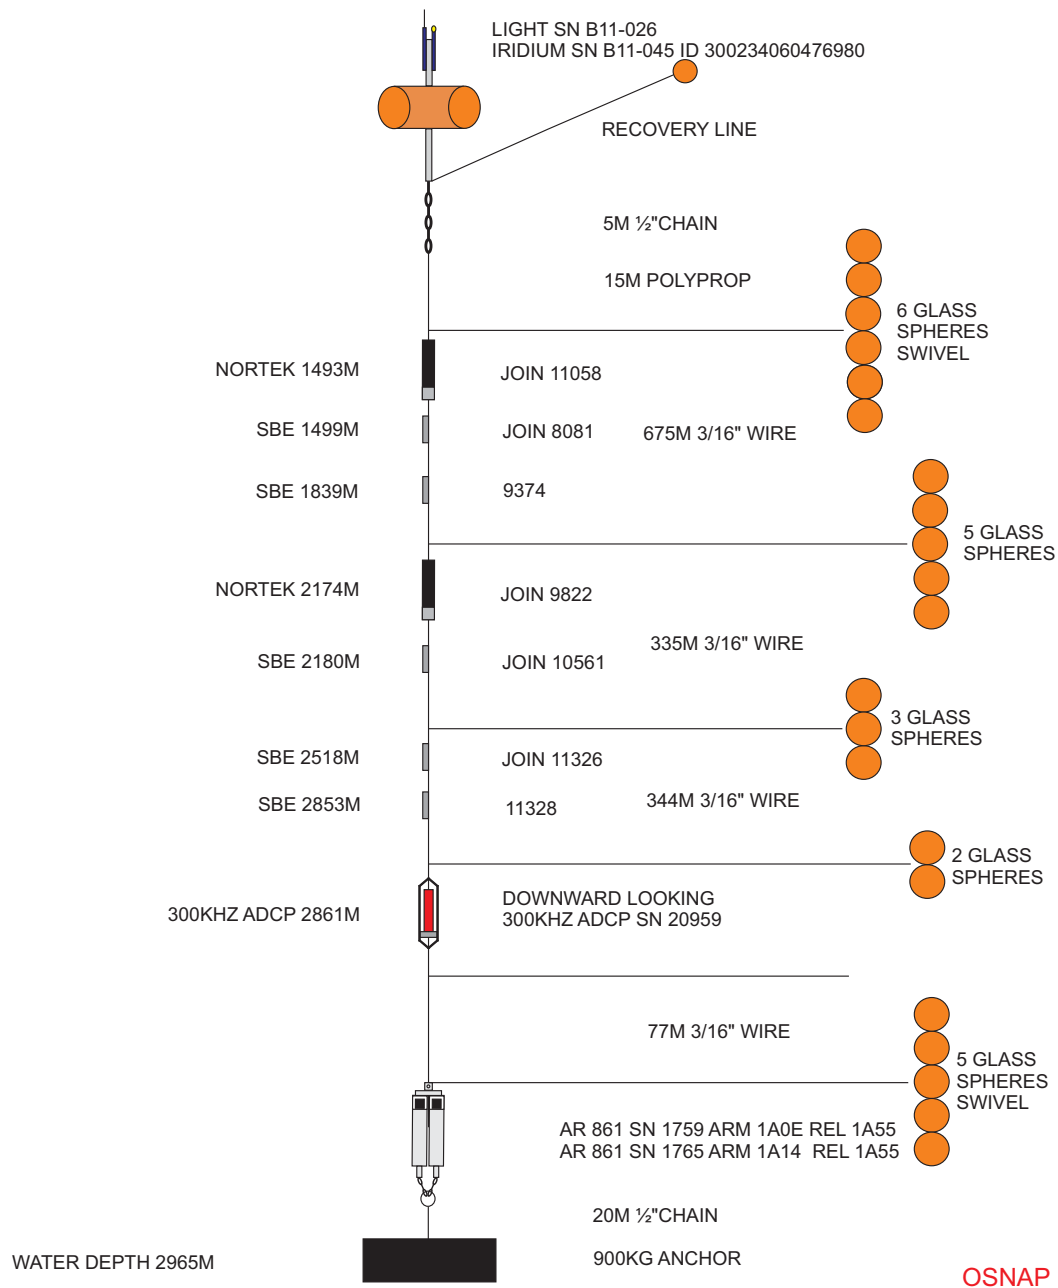 LIGHT SN B11-026
IRIDIUM SN B11-045 ID 300234060476980
RECOVERY LINE
5M ½"CHAIN
15M POLYPROP
6 GLASS
SPHERES
SWIVEL
NORTEK 1493M
JOIN 11058
SBE 1499M
JOIN 8081
675M 3/16" WIRE
SBE 1839M
9374
5 GLASS
SPHERES
NORTEK 2174M
JOIN 9822
335M 3/16" WIRE
SBE 2180M
JOIN 10561
3 GLASS
SPHERES
SBE 2518M
JOIN 11326
SBE 2853M
11328
344M 3/16" WIRE
2 GLASS
SPHERES
300KHZ ADCP 2861M
DOWNWARD LOOKING
300KHZ ADCP SN 20959
77M 3/16" WIRE
5 GLASS
SPHERES
SWIVEL
AR 861 SN 1759 ARM 1A0E REL 1A55
AR 861 SN 1765 ARM 1A14  REL 1A55
20M ½"CHAIN
WATER DEPTH 2965M
900KG ANCHOR
OSNAP